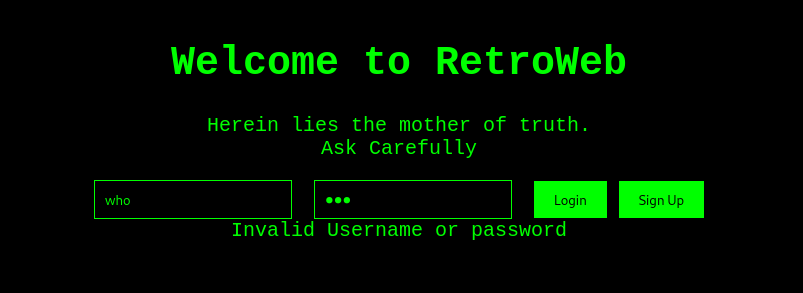 Welcome to RetroWeb
Herein lies the mother of truth.
Ask Carefully
who ●●● Login Sign Up
Invalid Username or password